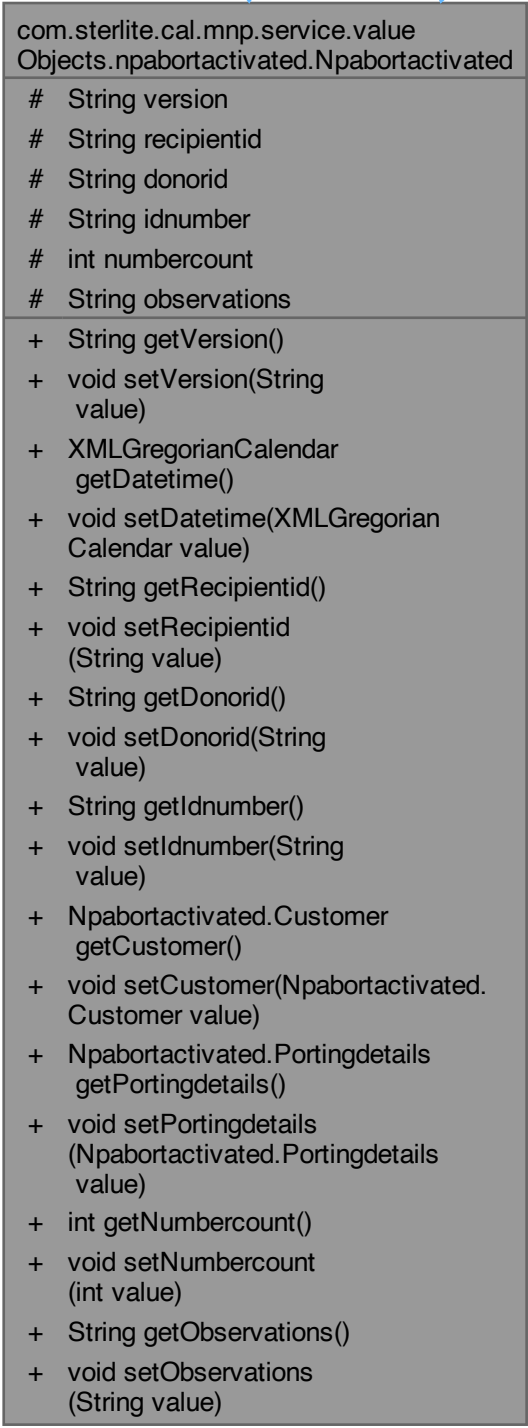 com.sterlite.cal.mnp.service.value
Objects.npabortactivated.Npabortactivated
# String version
# String recipientid
# String donorid
# String idnumber
# int numbercount
# String observations
+ String getVersion()
+ void setVersion(String
value)
+ XMLGregorianCalendar
getDatetime()
+ void setDatetime(XMLGregorian
Calendar value)
+ String getRecipientid()
+ void setRecipientid
(String value)
+ String getDonorid()
+ void setDonorid(String
value)
+ String getIdnumber()
+ void setIdnumber(String
value)
+ Npabortactivated.Customer
getCustomer()
+ void setCustomer(Npabortactivated.
Customer value)
+ Npabortactivated.Portingdetails
getPortingdetails()
+ void setPortingdetails
(Npabortactivated.Portingdetails
value)
+ int getNumbercount()
+ void setNumbercount
(int value)
+ String getObservations()
+ void setObservations
(String value)